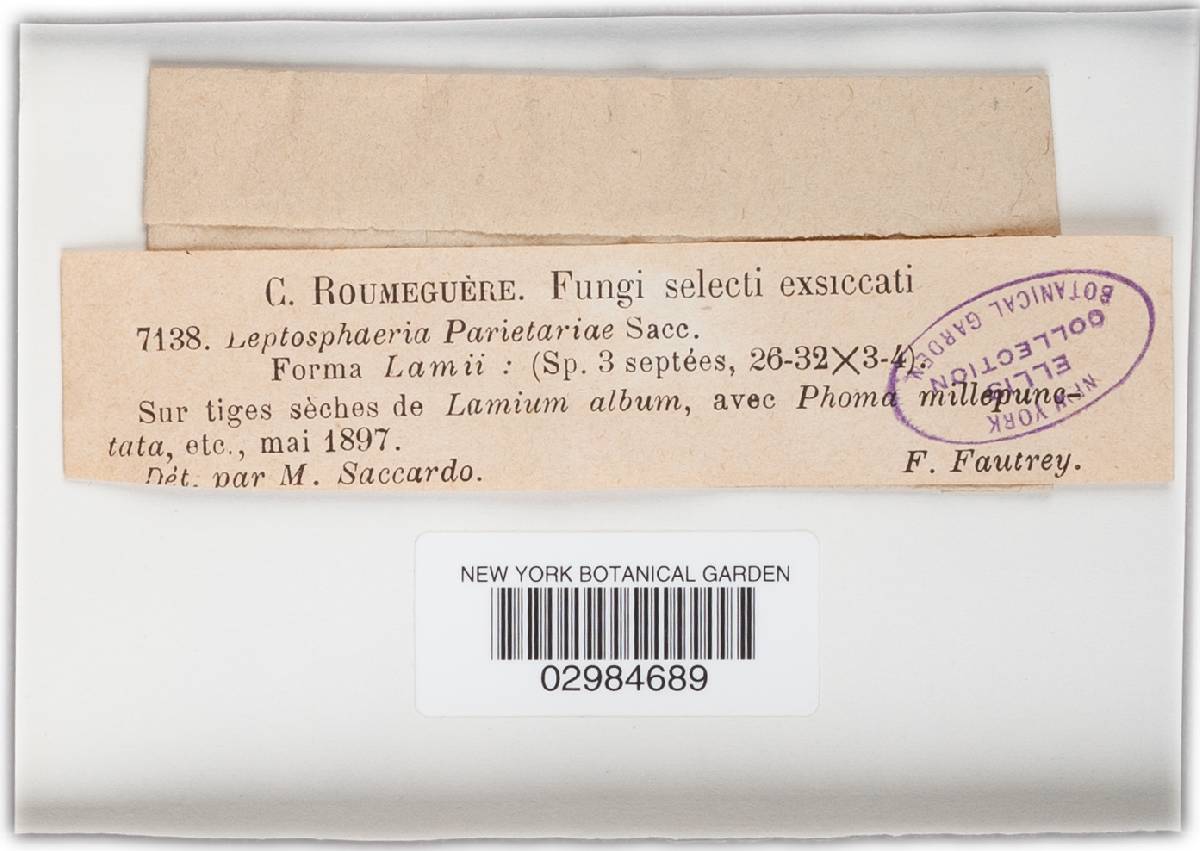 C. ROUMEGUÈRE. Fungi selecti exsiccati
7138. Leptosphaeria Parietariae Sacc.
Forma Lamii : (Sp. 3 septées, 26-32×3-4).
Sur tiges sèches de Lamium album, avec Phoma millepunc-
tata, etc., mai 1897.
Dét. par M. Saccardo.
F. Fautrey.
NEW YORK
ELLIS
COLLECTION
BOTANICAL GARDEN
NEW YORK BOTANICAL GARDEN
02984689